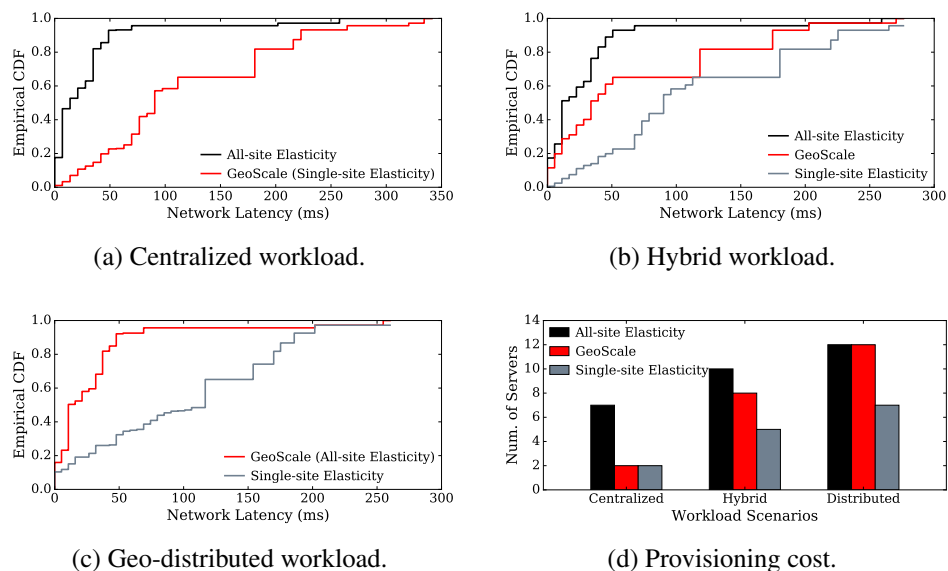 1.0
0.8
0.6
0.4
0.2
0.0
Empirical CDF
All-site Elasticity
GeoScale (Single-site Elasticity)
0 50 100 150 200 250 300 350
Network Latency (ms)
(a) Centralized workload.
1.0
0.8
0.6
0.4
0.2
0.0
Empirical CDF
All-site Elasticity
GeoScale
Single-site Elasticity
0 50 100 150 200 250 300
Network Latency (ms)
(b) Hybrid workload.
1.0
0.8
0.6
0.4
0.2
0.0
Empirical CDF
GeoScale (All-site Elasticity)
Single-site Elasticity
0 50 100 150 200 250 300
Network Latency (ms)
(c) Geo-distributed workload.
14
12
10
8
6
4
2
0
Num. of Servers
All-site Elasticity
GeoScale
Single-site Elasticity
Centralized Hybrid Distributed
Workload Scenarios
(d) Provisioning cost.